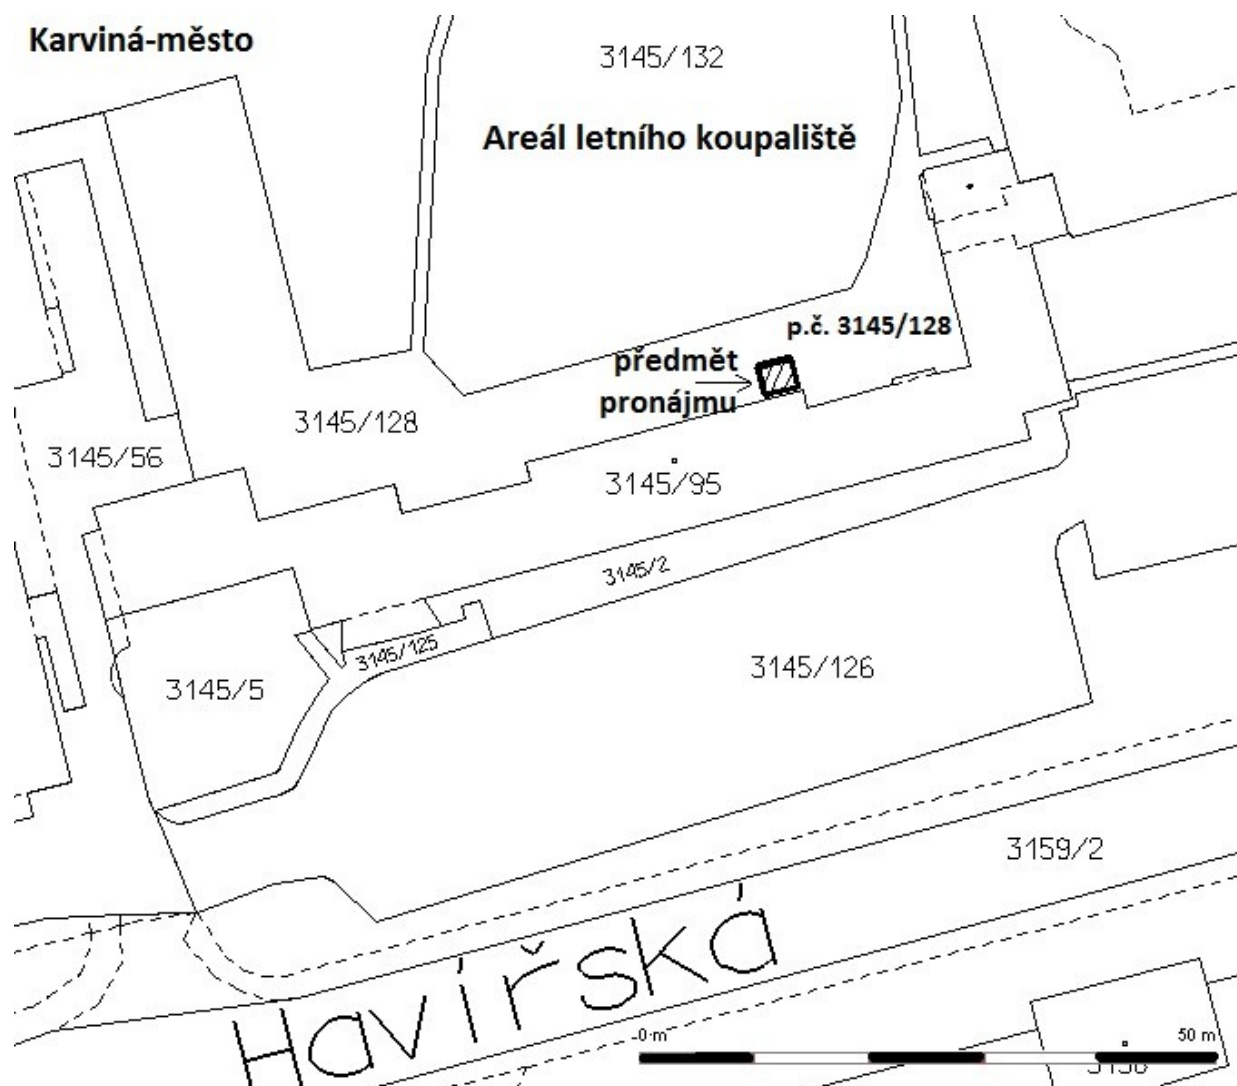 Karviná-město
3145/132
Areál letního koupaliště
p.č. 3145/128
předmět
pronájmu
3145/128
3145/56
3145/95
3145/2
3145/125
3145/126
3145/5
3159/2
Havířská
0 m
50 m